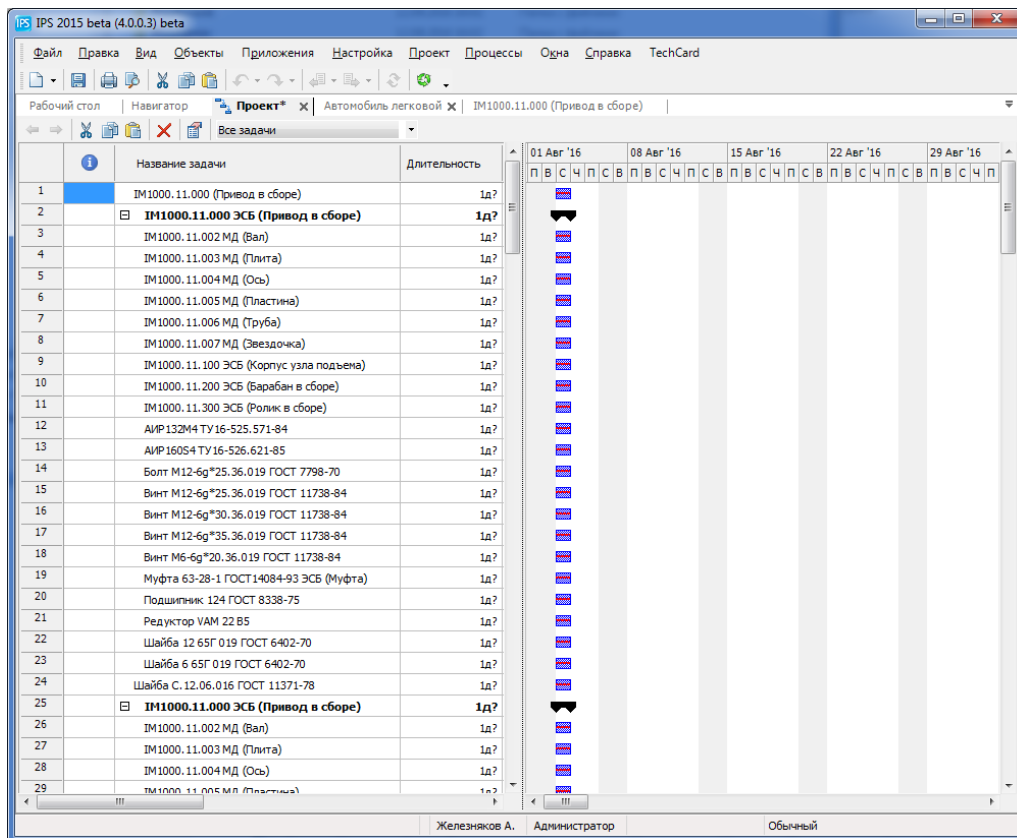 IPS 2015 beta (4.0.0.3) beta
Файл Правка Вид Объекты Приложения Настройка Проект Процессы Окна Справка TechCard
Рабочий стол Навигатор Проект* Автомобиль легковой IM1000.11.000 (Привод в сборе)
Все задачи
Название задачи Длительность 01 Авг '16 08 Авг '16 15 Авг '16 22 Авг '16 29 Авг '16
П В С Ч П С В П В С Ч П С В П В С Ч П С В П В С Ч П С В П В С Ч П
1 IM1000.11.000 (Привод в сборе) 1д?
2 IM1000.11.000 ЭСБ (Привод в сборе) 1д?
3 IM1000.11.002 МД (Вал) 1д?
4 IM1000.11.003 МД (Плита) 1д?
5 IM1000.11.004 МД (Ось) 1д?
6 IM1000.11.005 МД (Пластина) 1д?
7 IM1000.11.006 МД (Труба) 1д?
8 IM1000.11.007 МД (Звездочка) 1д?
9 IM1000.11.100 ЭСБ (Корпус узла подъема) 1д?
10 IM1000.11.200 ЭСБ (Барабан в сборе) 1д?
11 IM1000.11.300 ЭСБ (Ролик в сборе) 1д?
12 АИР132М4 ТУ16-525.571-84 1д?
13 АИР160S4 ТУ16-526.621-85 1д?
14 Болт М12-6g*25.36.019 ГОСТ 7798-70 1д?
15 Винт М12-6g*25.36.019 ГОСТ 11738-84 1д?
16 Винт М12-6g*30.36.019 ГОСТ 11738-84 1д?
17 Винт М12-6g*35.36.019 ГОСТ 11738-84 1д?
18 Винт М6-6g*20.36.019 ГОСТ 11738-84 1д?
19 Муфта 63-28-1 ГОСТ14084-93 ЭСБ (Муфта) 1д?
20 Подшипник 124 ГОСТ 8338-75 1д?
21 Редуктор VAM 22 B5 1д?
22 Шайба 12 65Г 019 ГОСТ 6402-70 1д?
23 Шайба 6 65Г 019 ГОСТ 6402-70 1д?
24 Шайба С.12.06.016 ГОСТ 11371-78 1д?
25 IM1000.11.000 ЭСБ (Привод в сборе) 1д?
26 IM1000.11.002 МД (Вал) 1д?
27 IM1000.11.003 МД (Плита) 1д?
28 IM1000.11.004 МД (Ось) 1д?
29 IM1000.11.005 МД (Пластина) 1д?
Железняков А. Администратор Обычный